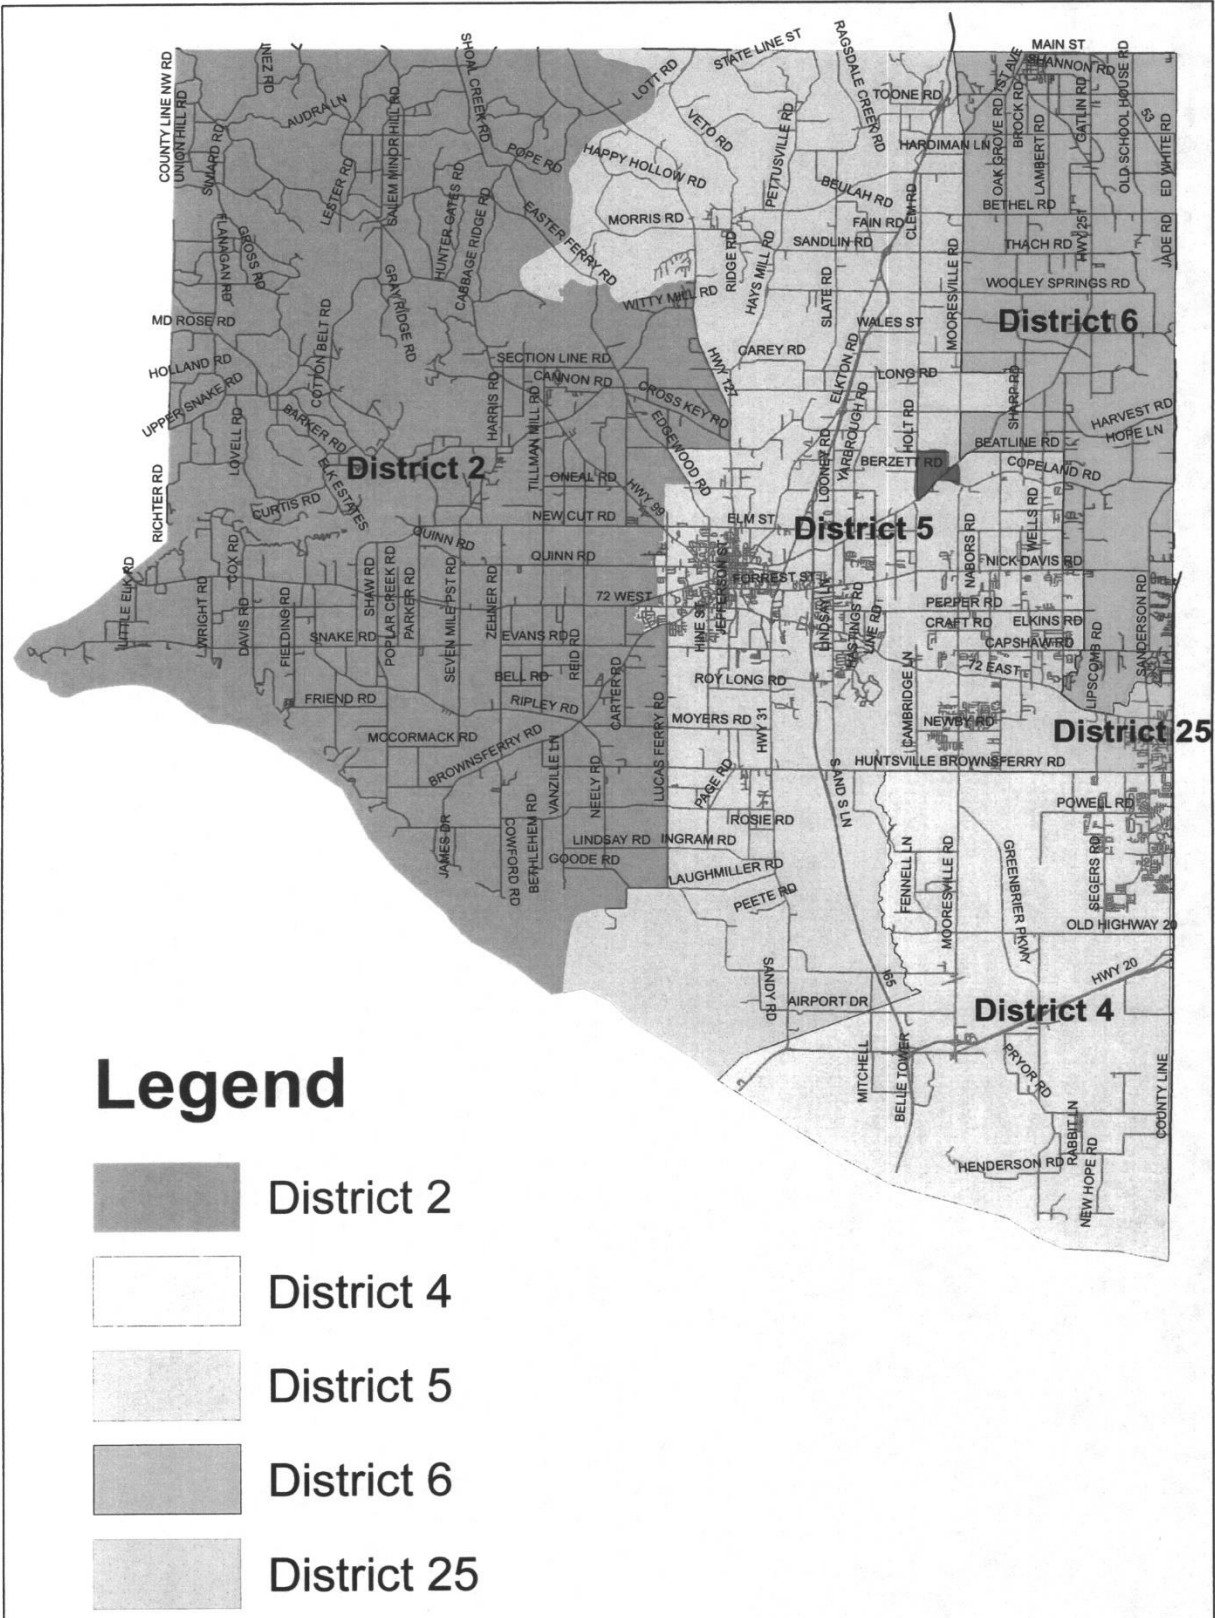 MAIN ST
STATE LINE ST
RAGSDALE CREEK RD
SHOAL CREEK RD
INEZ RD
COUNTY LINE NW RD
UNION HILL RD
LOTT RD
1ST AVE
SHANNON RD
OLD SCHOOL HOUSE RD
TOONE RD
AUDRA LN
SALEM MINOR HILL RD
VETO RD
PETTUSVILLE RD
OAK GROVE RD
BROCK RD
LAMBERT RD
GATLIN RD
53
ED WHITE RD
SIMARD RD
POPE RD
HAPPY HOLLOW RD
HARDIMAN LN
LESTER RD
HUNTER GATES RD
CABBAGE RIDGE RD
BEULAH RD
CLEM RD
BETHEL RD
MORRIS RD
FAIN RD
EASTER FERRY RD
FLANAGAN RD
GROSS RD
SANDLIN RD
THACH RD
HWY 251
JADE RD
RIDGE RD
HAYS MILL RD
GRAY RIDGE RD
SLATE RD
MOORESVILLE RD
WOOLEY SPRINGS RD
WITTY MILL RD
MD ROSE RD
COTTON BELT RD
WALES ST
District 6
HOLLAND RD
SECTION LINE RD
CAREY RD
HWY 127
ELKTON RD
LONG RD
CANNON RD
CROSS KEY RD
UPPER SNAKE RD
HARRIS RD
TILLMAN MILL RD
YARBROUGH RD
HOLT RD
SHARP RD
HARVEST RD
HOPE LN
BARKER RD
LOVELL RD
EDGEWOOD RD
LOONEY RD
BEATLINE RD
BERZETT RD
COPELAND RD
District 2
ELK ESTATES
ONEAL RD
HWY 99
RICHTER RD
CURTIS RD
NEW CUT RD
ELM ST
District 5
WELLS RD
QUINN RD
COX RD
QUINN RD
NABORS RD
NICK DAVIS RD
LITTLE ELK RD
SHAW RD
POPLAR CREEK RD
PARKER RD
SEVEN MILE PST RD
ZEHNER RD
JEFFERSON ST
FORREST ST
72 WEST
WRIGHT RD
DAVIS RD
FIELDING RD
PEPPER RD
SANDERSON RD
HINE ST
LINDSAY LN
HASTINGS RD
LINE RD
CRAFT RD
ELKINS RD
SNAKE RD
EVANS RD
REID RD
CAPSHAW RD
72 EAST
LIPSCOMB RD
BELL RD
CARTER RD
ROY LONG RD
CAMBRIDGE LN
FRIEND RD
RIPLEY RD
MOYERS RD
HWY 31
NEWBY RD
District 25
MCCORMACK RD
BROWNSFERRY RD
VANZILLE LN
NEELY RD
LUCAS FERRY RD
PAGE RD
SAND S LN
HUNTSVILLE BROWNSFERRY RD
POWELL RD
ROSIE RD
JAMES DR
COWFORD RD
BETHLEHEM RD
LINDSAY RD
INGRAM RD
GOODE RD
LAUGHMILLER RD
PEETE RD
FENNELL LN
MOORESVILLE RD
GREENBRIER PKWY
SEGERS RD
OLD HIGHWAY 20
SANDY RD
I65
HWY 20
AIRPORT DR
District 4
MITCHELL
BELLE TOWER
PRYOR RD
COUNTY LINE
RABBIT LN
HENDERSON RD
NEW HOPE RD
Legend
District 2
District 4
District 5
District 6
District 25